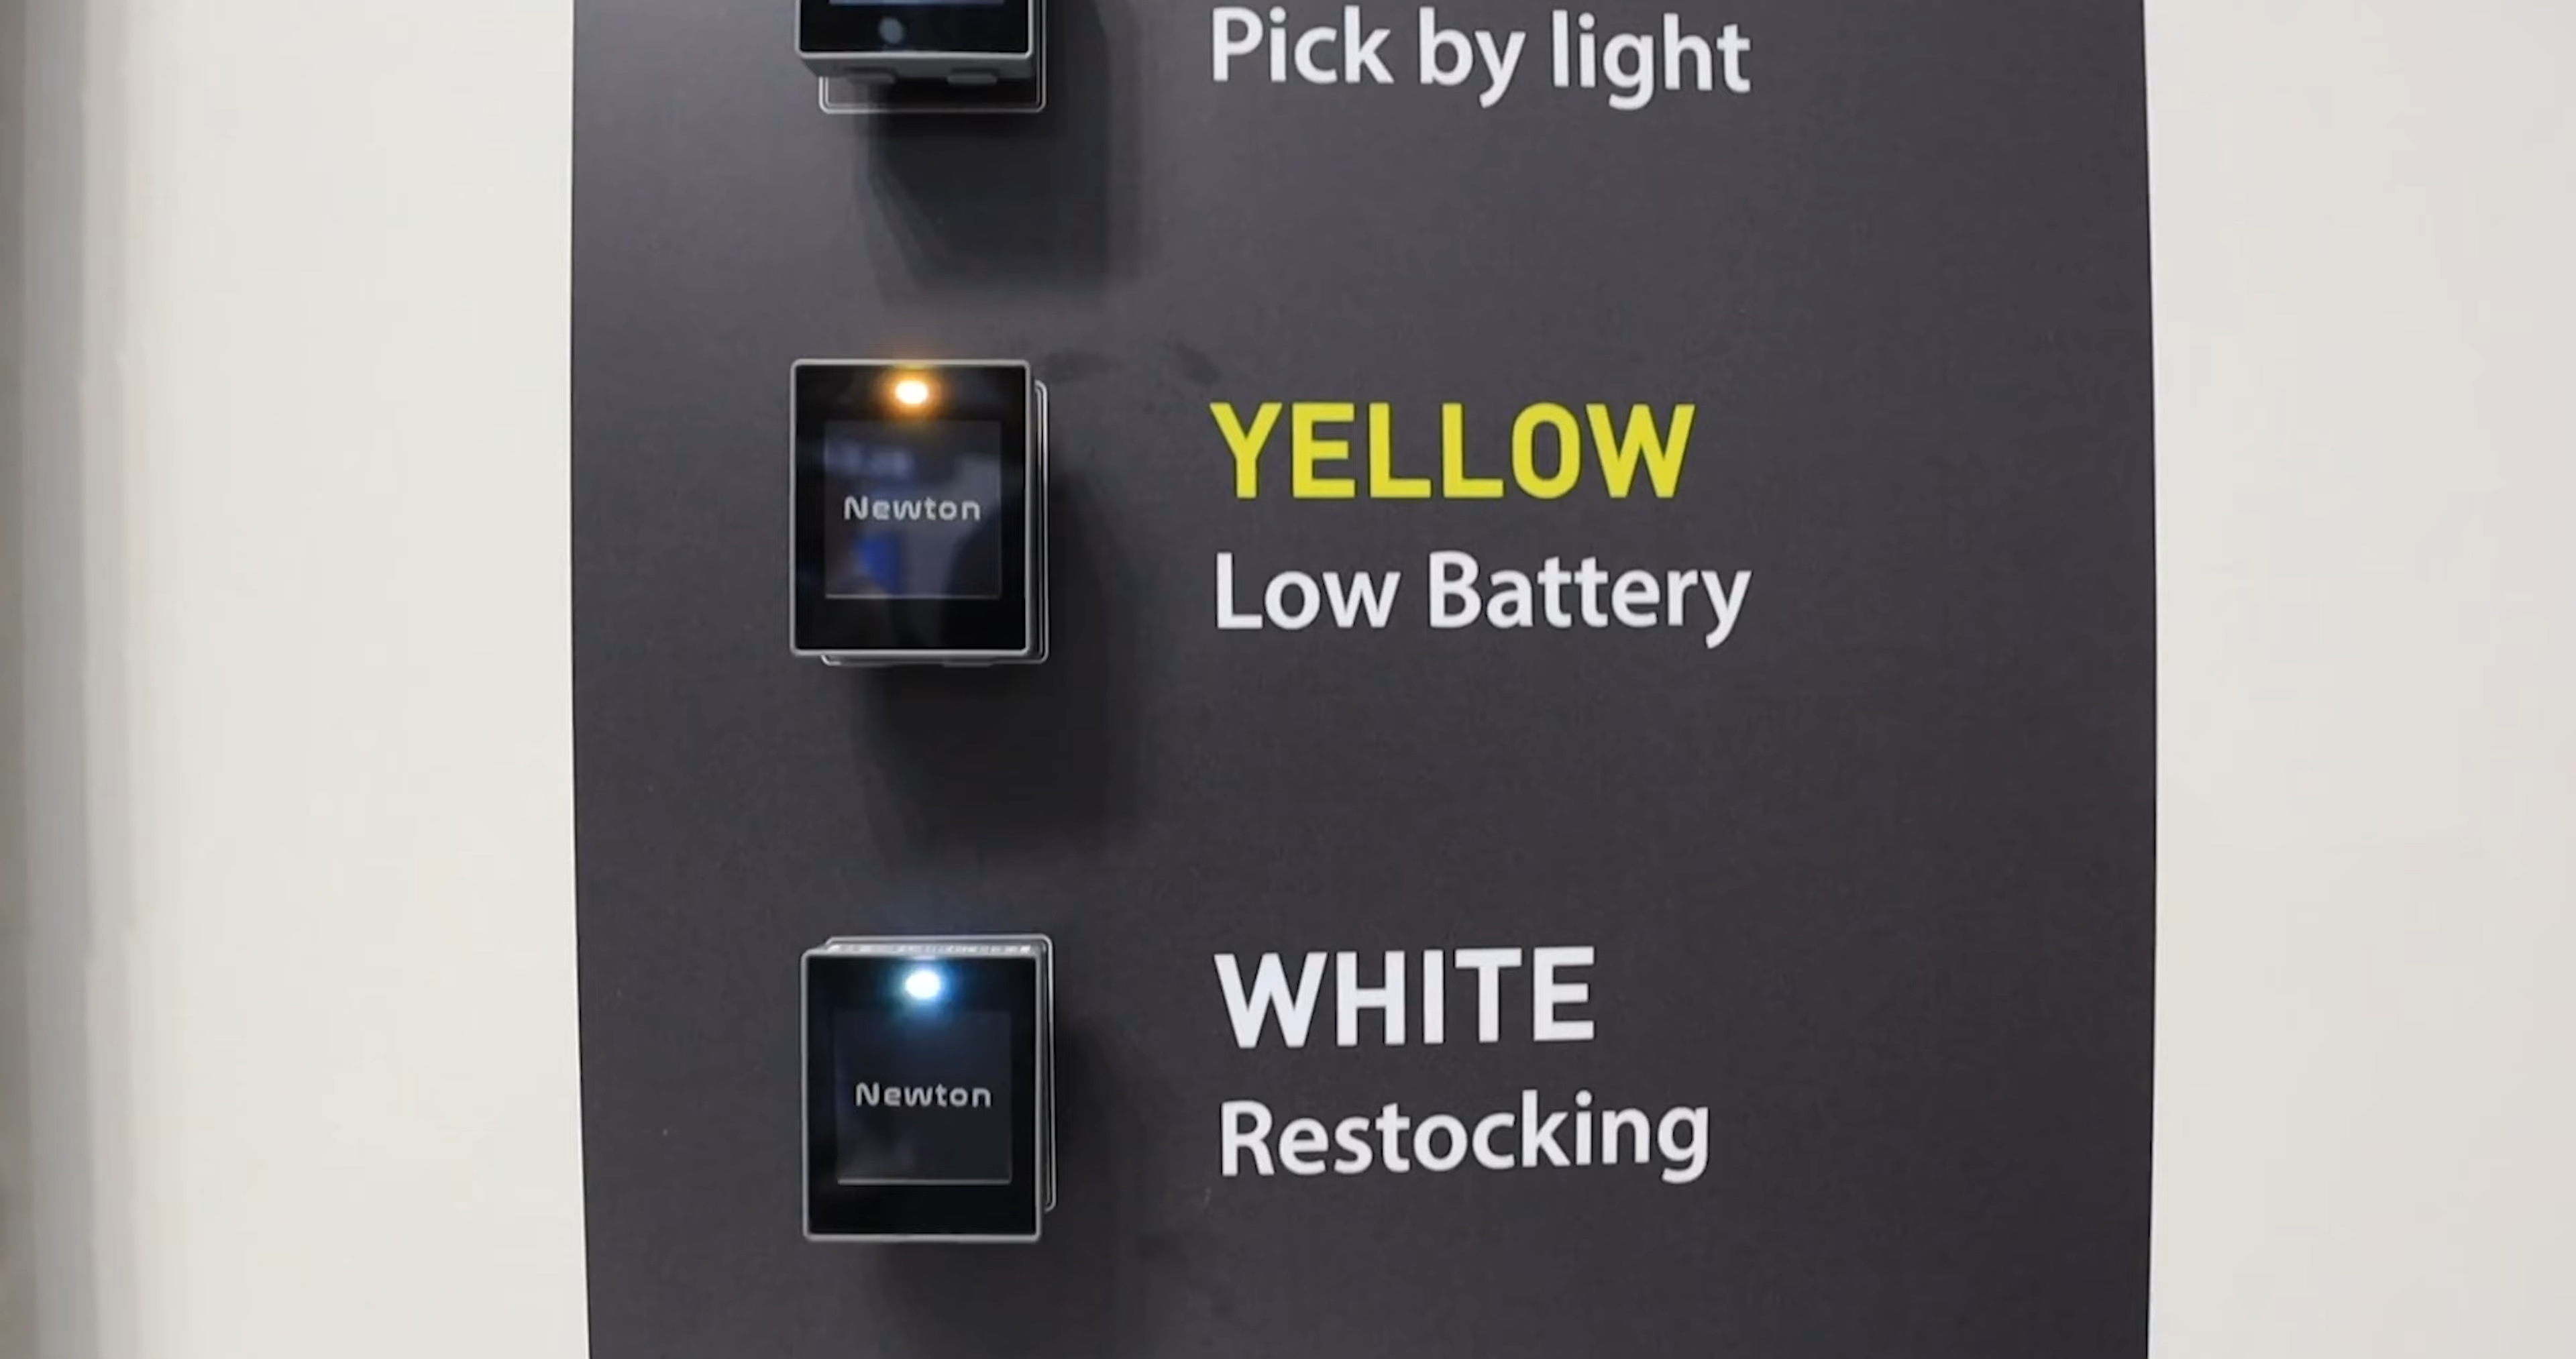 Pick by light
Newton
YELLOW
Low Battery
Newton
WHITE
Restocking